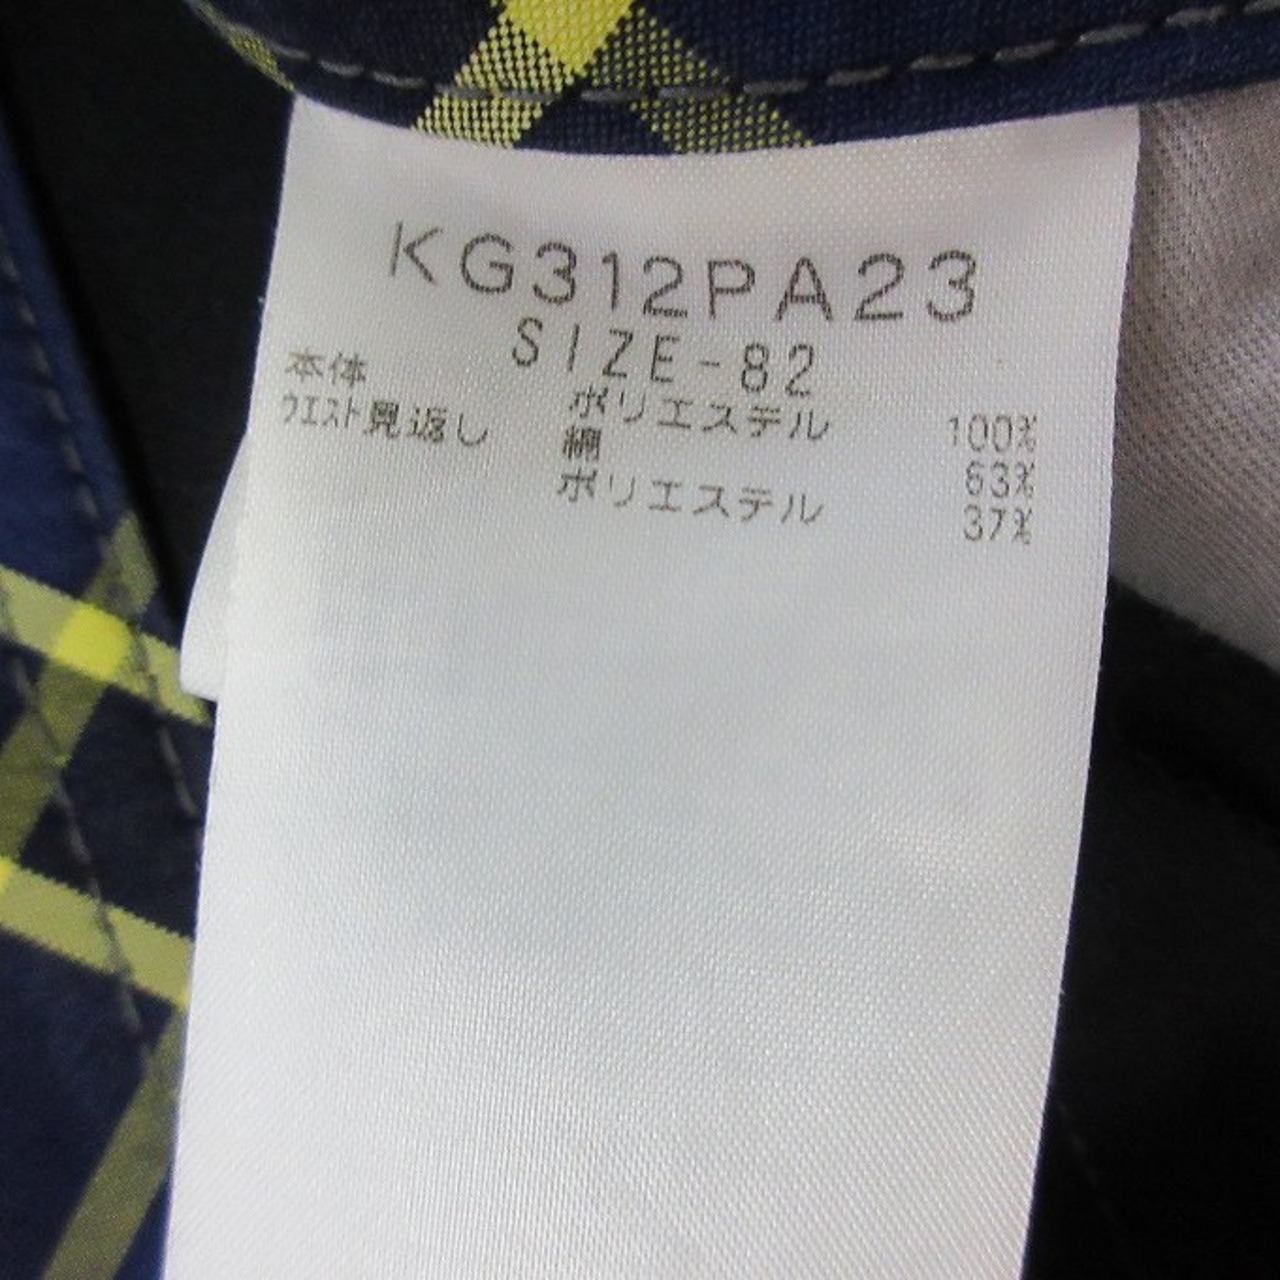 KG312PA23
SIZE-82
本体 ポリエステル 100%
ウエスト見返し 綿 63%
ポリエステル 37%